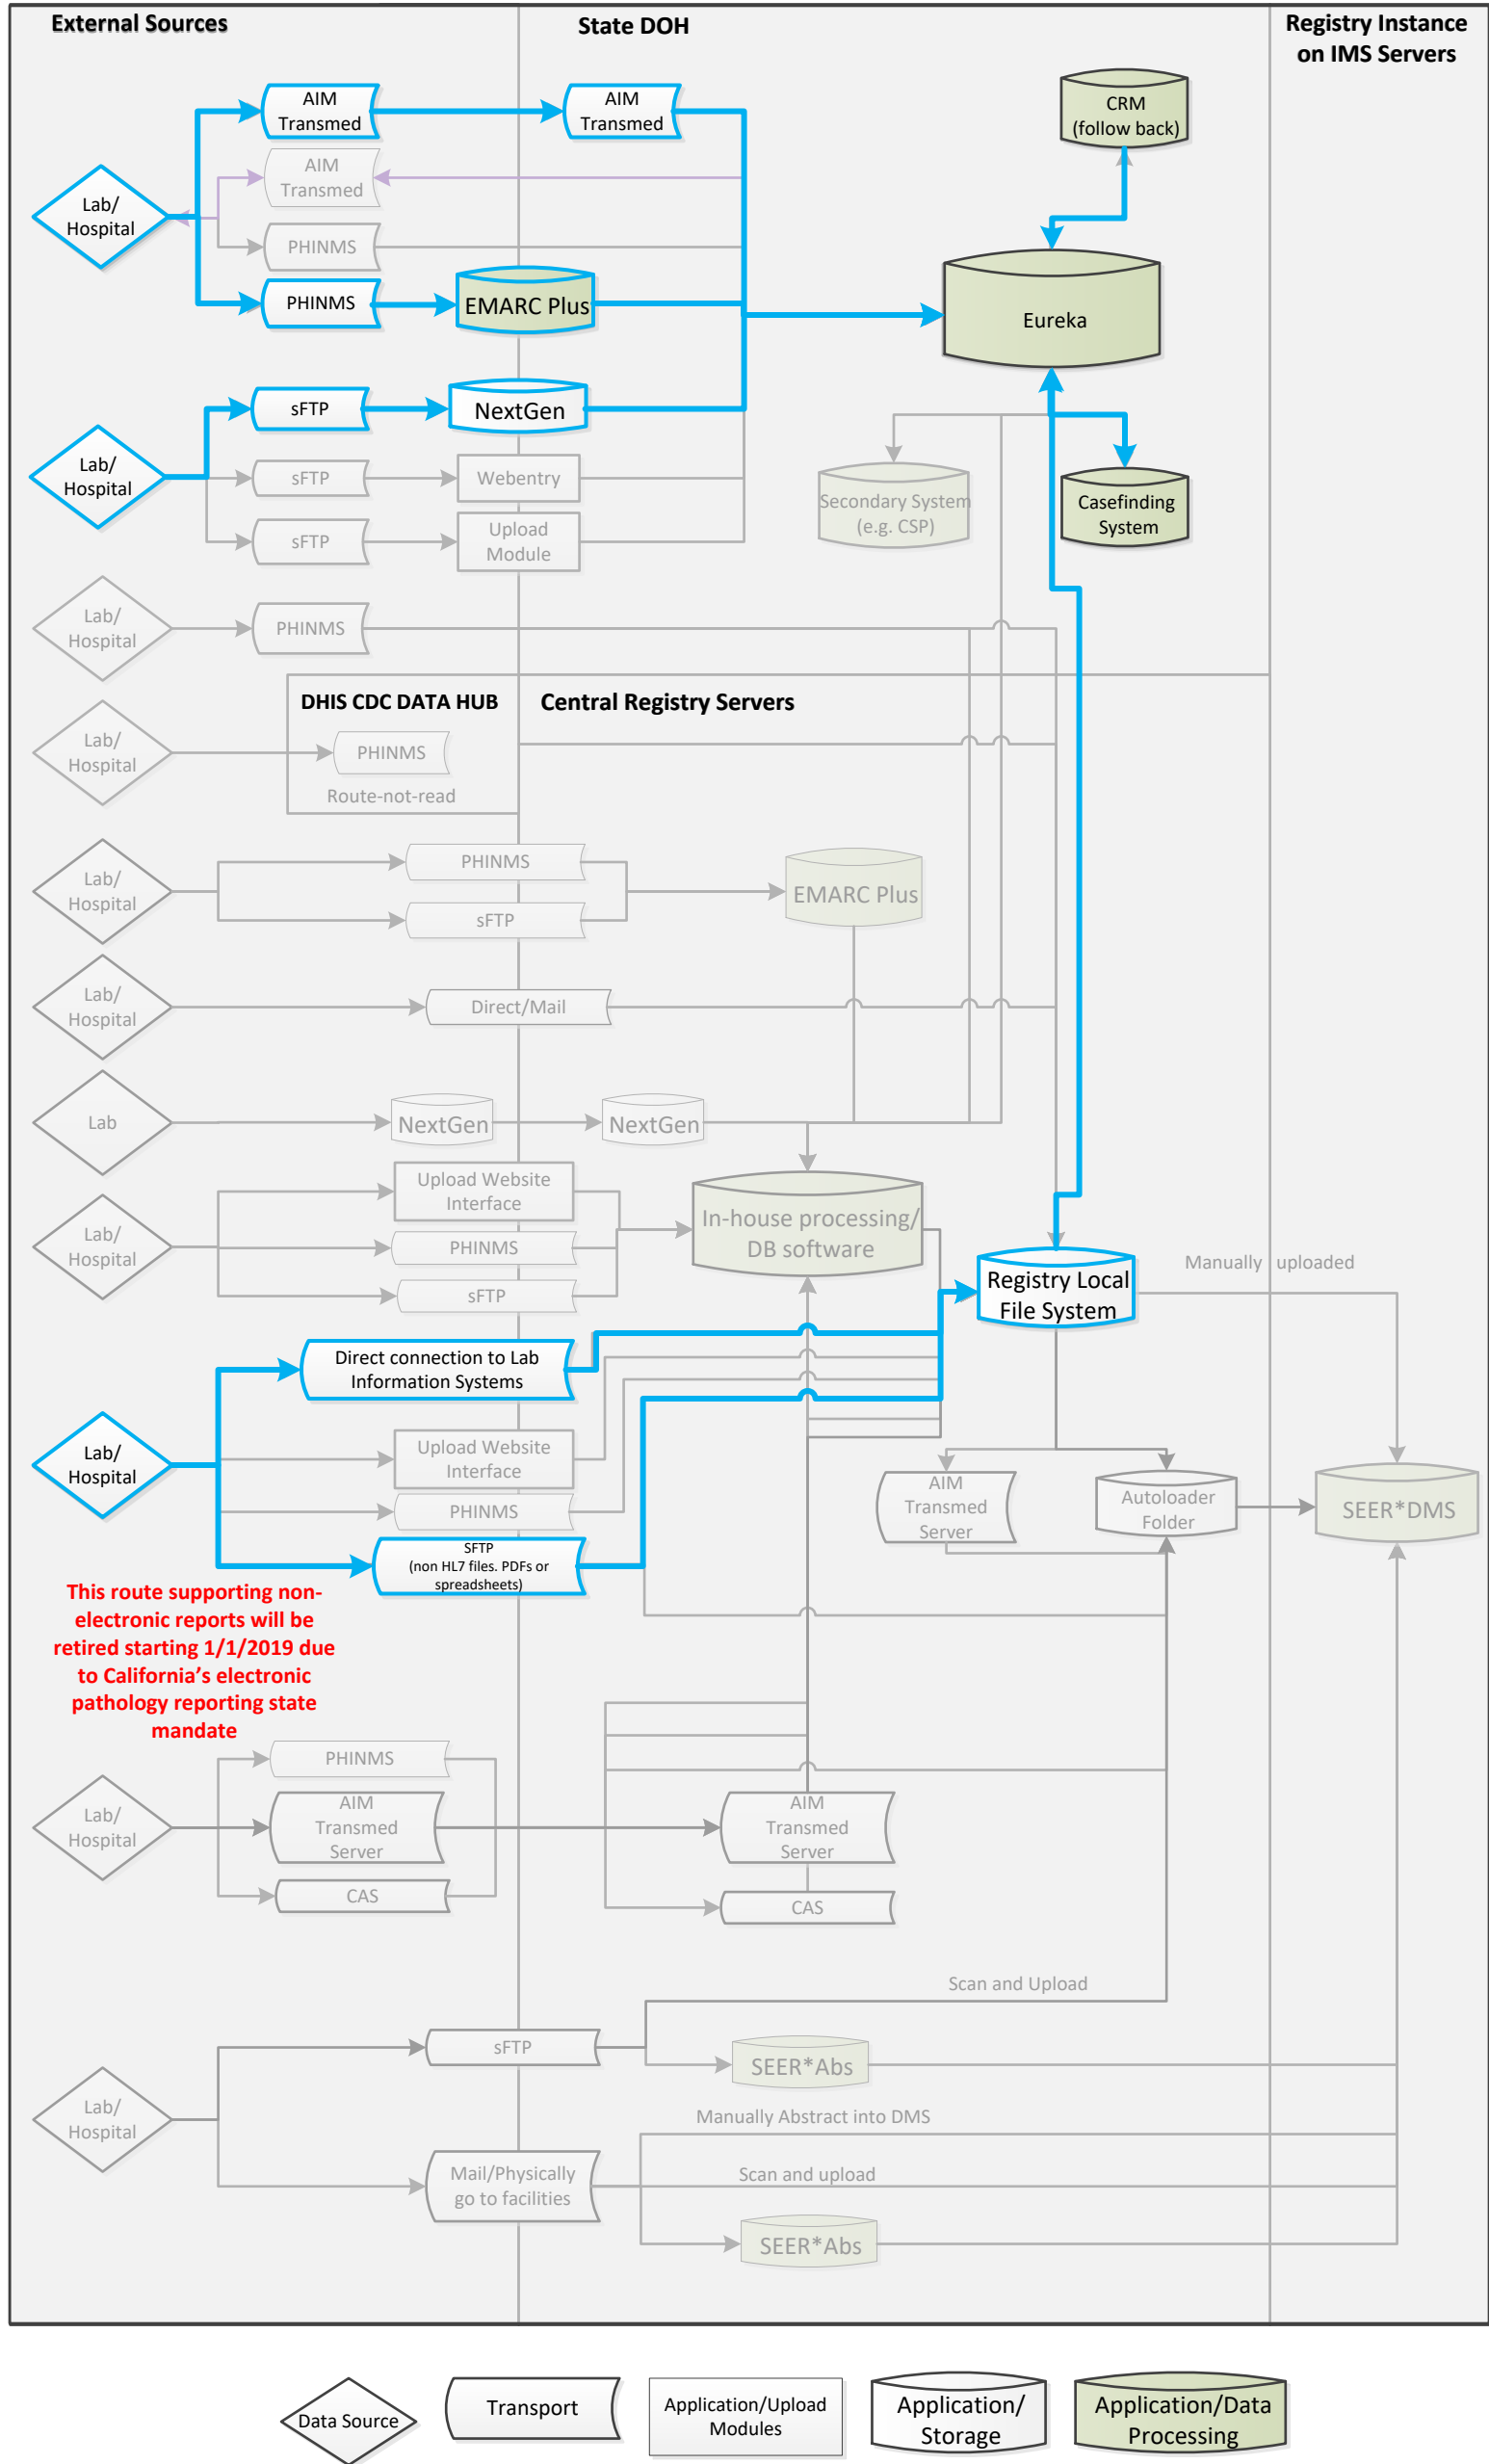 External Sources
State DOH
Registry Instance
on IMS Servers
AIM
Transmed
AIM
Transmed
CRM
(follow back)
AIM
Transmed
Lab/
Hospital
PHINMS
PHINMS
EMARC Plus
Eureka
sFTP
NextGen
Lab/
Hospital
sFTP
Webentry
Secondary System
(e.g. CSP)
Casefinding
System
sFTP
Upload
Module
Lab/
Hospital
PHINMS
DHIS CDC DATA HUB
Central Registry Servers
Lab/
Hospital
PHINMS
Route-not-read
Lab/
Hospital
PHINMS
sFTP
EMARC Plus
Lab/
Hospital
Direct/Mail
Lab
NextGen
NextGen
Upload Website
Interface
Lab/
Hospital
PHINMS
sFTP
In-house processing/
DB software
Registry Local
File System
Manually uploaded
Direct connection to Lab
Information Systems
Lab/
Hospital
Upload Website
Interface
PHINMS
SFTP
(non HL7 files. PDFs or
spreadsheets)
AIM
Transmed
Server
Autoloader
Folder
SEER*DMS
This route supporting non-
electronic reports will be
retired starting 1/1/2019 due
to California's electronic
pathology reporting state
mandate
PHINMS
Lab/
Hospital
AIM
Transmed
Server
AIM
Transmed
Server
CAS
CAS
Scan and Upload
sFTP
SEER*Abs
Lab/
Hospital
Manually Abstract into DMS
Mail/Physically
go to facilities
Scan and upload
SEER*Abs
Data Source
Transport
Application/Upload
Modules
Application/
Storage
Application/Data
Processing